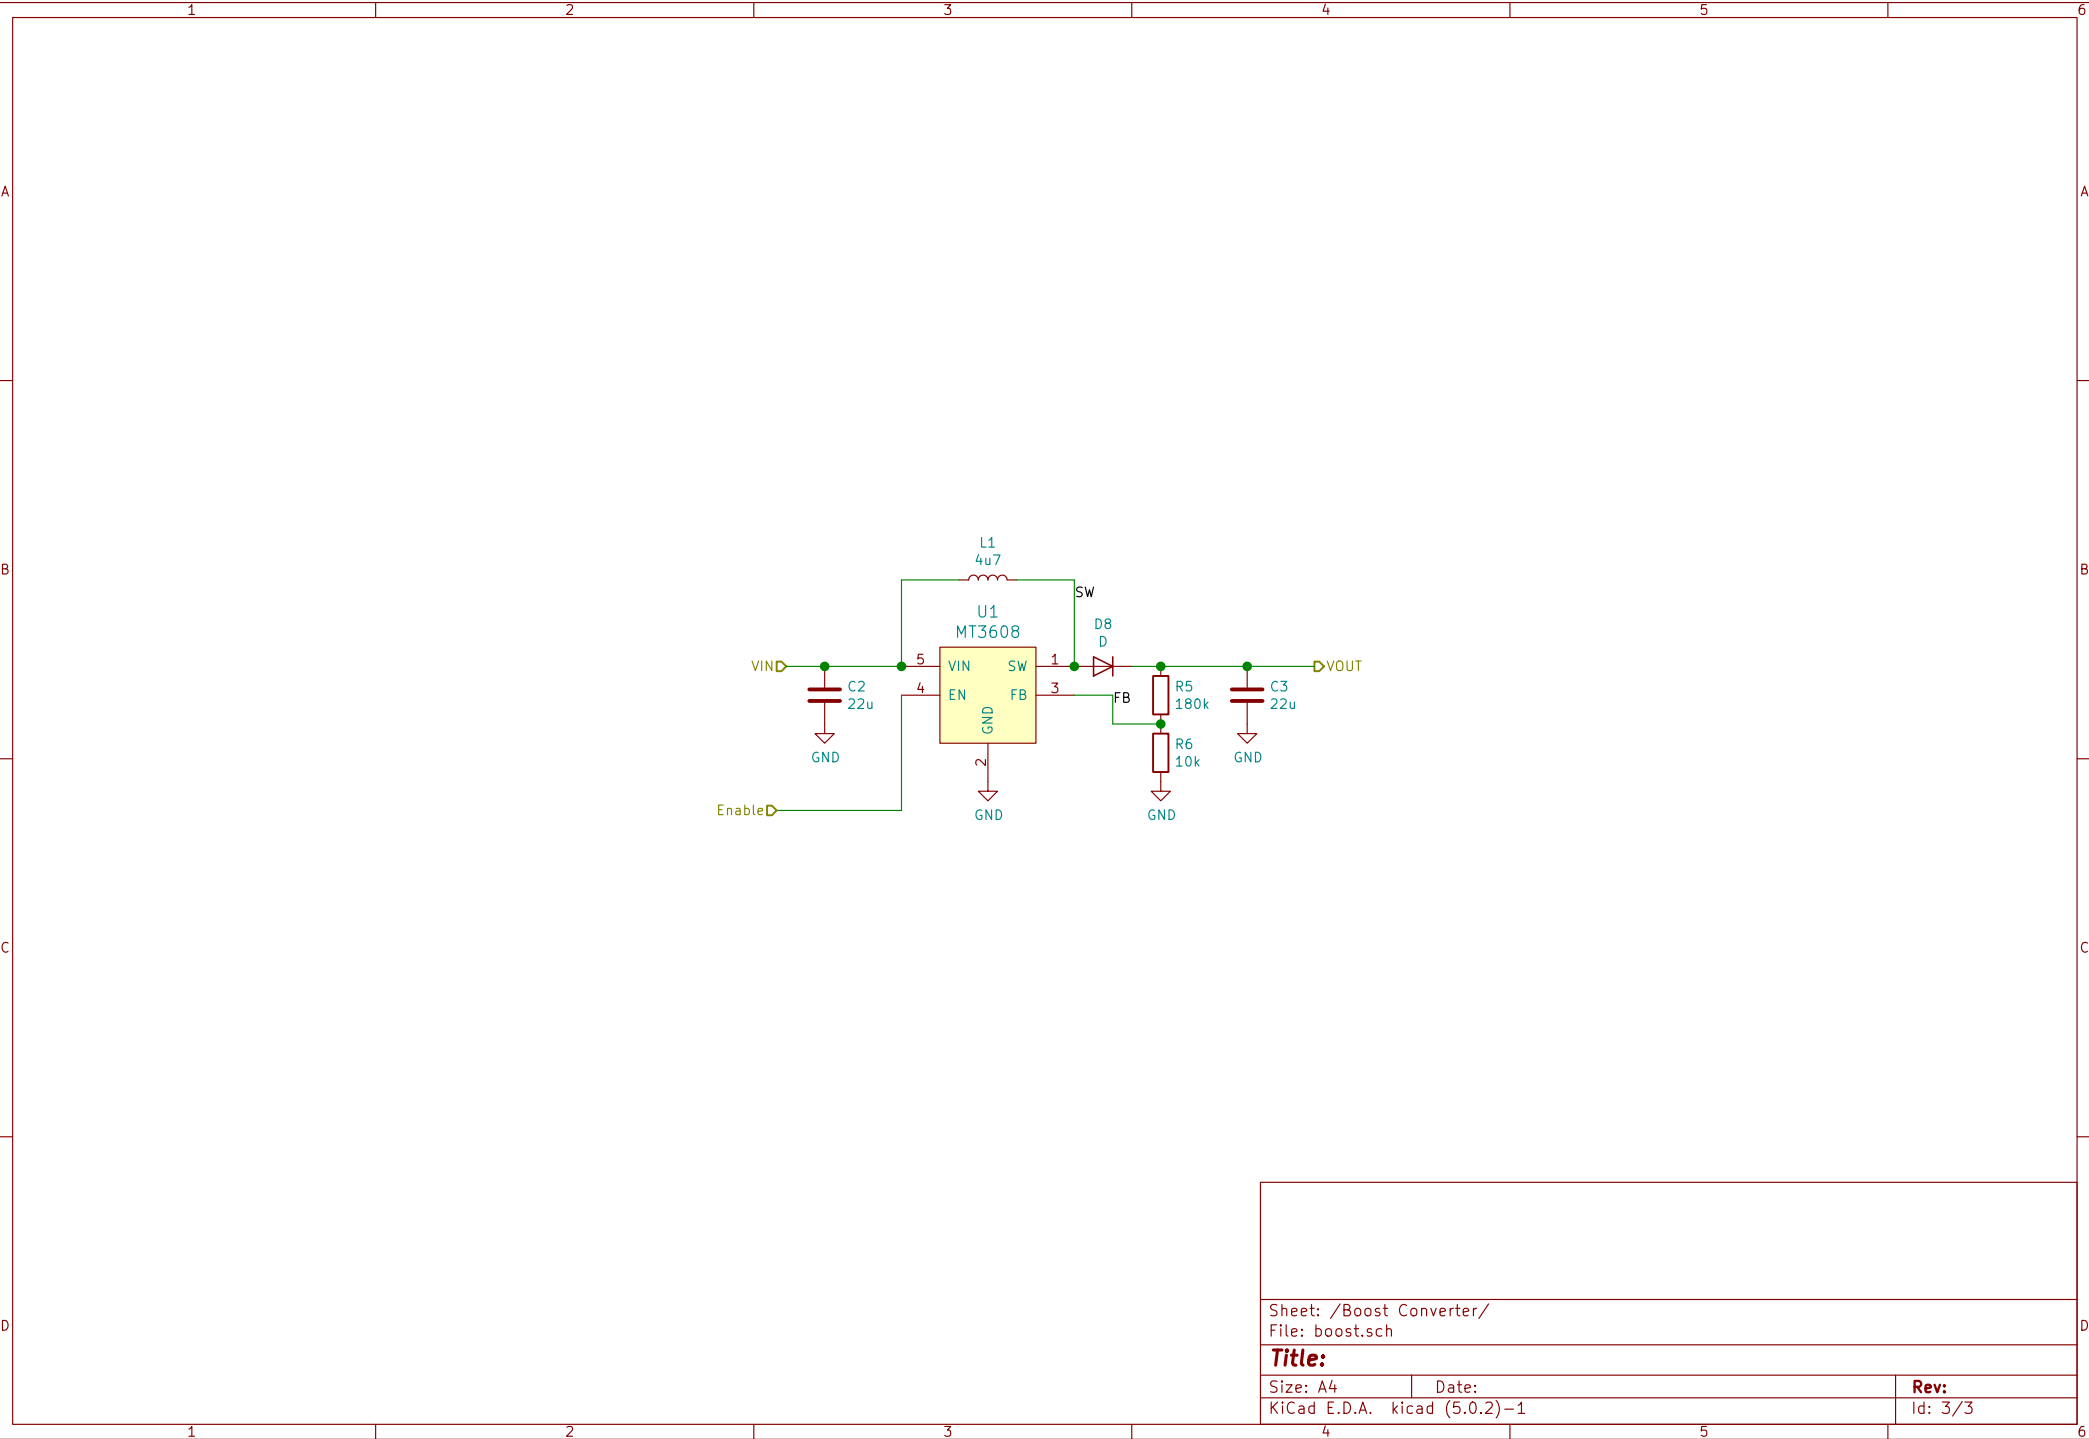 1 2 3 4 5 6
A A
L1
4u7
B B
SW
U1
MT3608
D8
D
VIN 5 VIN SW 1 VOUT
C2
22u
4 EN FB 3 FB
R5
180k
C3
22u
GND
2
R6
10k
GND
GND
Enable
GND
GND
C C
Sheet: /Boost Converter/
File: boost.sch
D D
Title:
Size: A4 Date: Rev:
KiCad E.D.A. kicad (5.0.2)-1 Id: 3/3
1 2 3 4 5 6